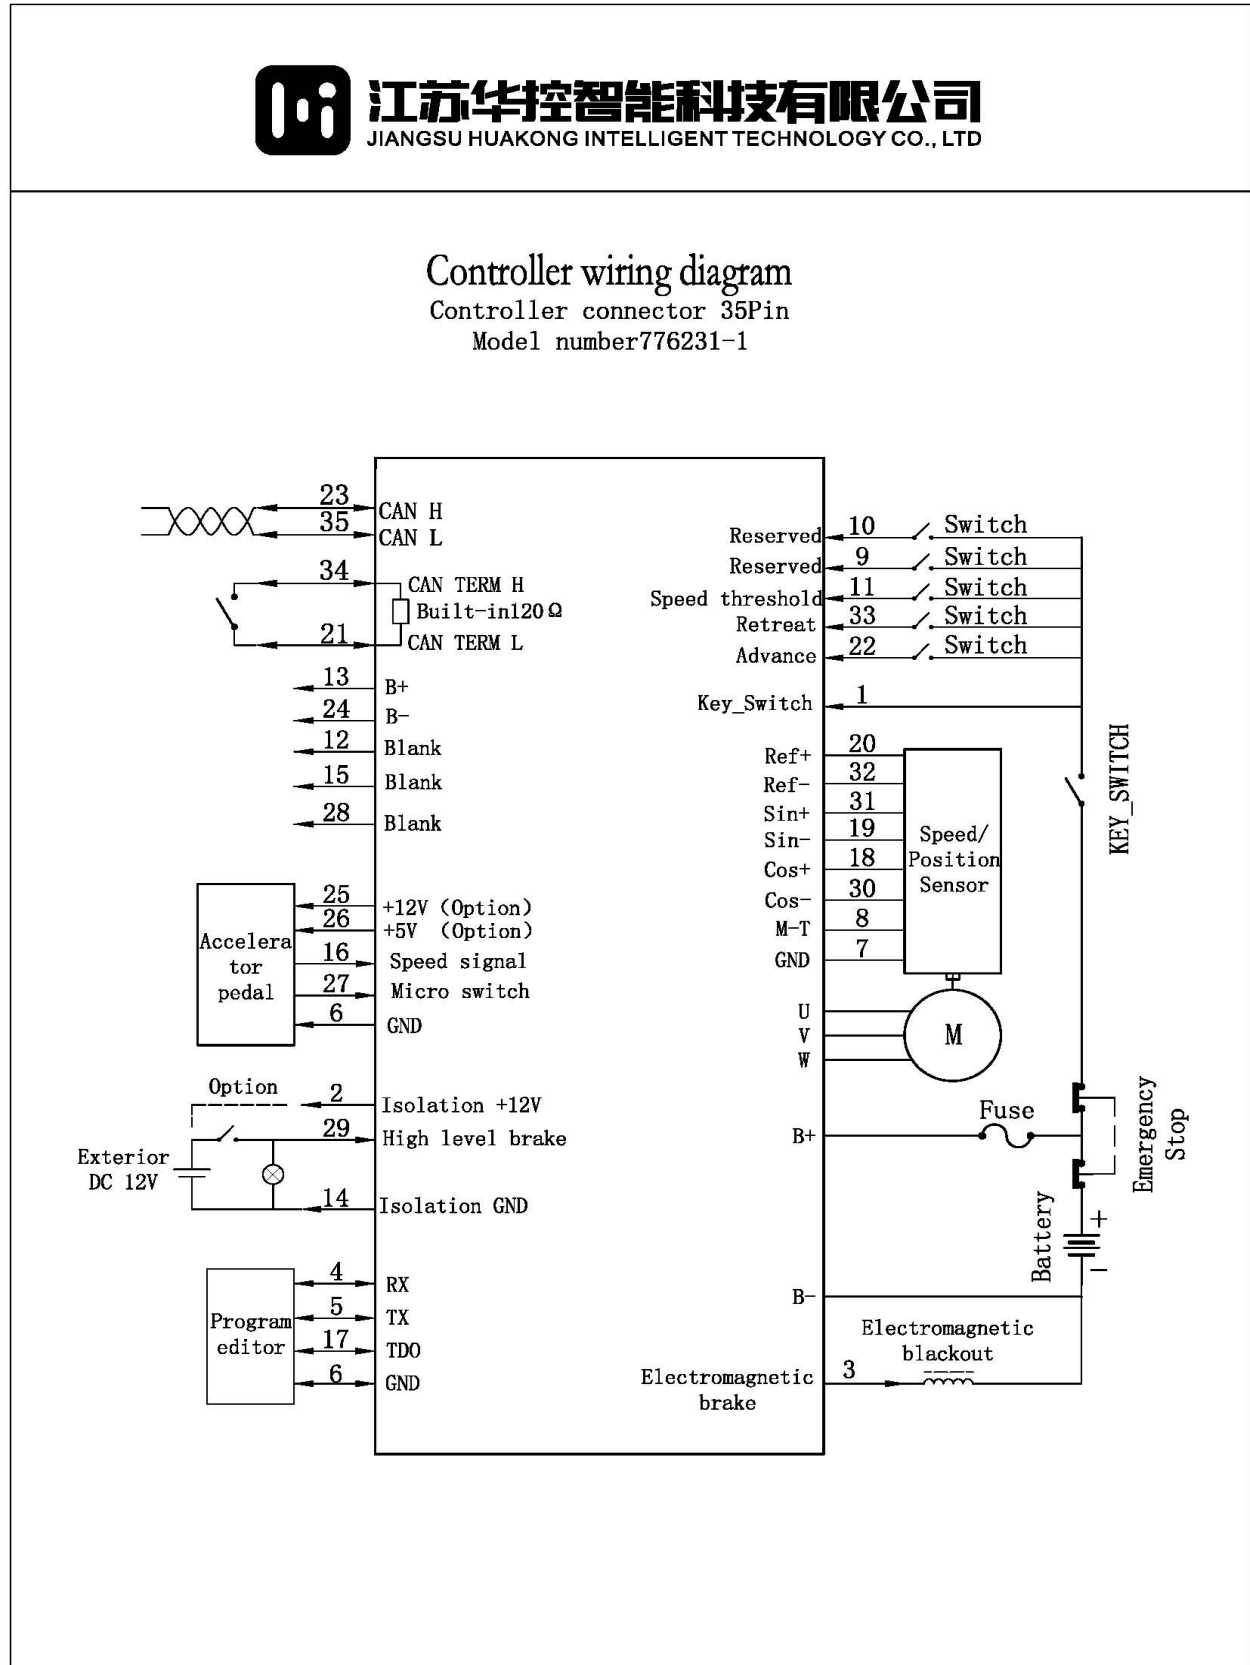 江苏华控智能科技有限公司
JIANGSU HUAKONG INTELLIGENT TECHNOLOGY CO., LTD
Controller wiring diagram
Controller connector 35Pin
Model number776231-1
23
CAN H
35
CAN L
34
CAN TERM H
Built-in120Ω
21
CAN TERM L
13
B+
24
B-
12
Blank
15
Blank
28
Blank
Accelera
tor
pedal
25
+12V (Option)
26
+5V (Option)
16
Speed signal
27
Micro switch
6
GND
Option
2
Isolation +12V
29
High level brake
Exterior
DC 12V
14
Isolation GND
Program
editor
4
RX
5
TX
17
TDO
6
GND
Reserved 10 Switch
Reserved 9 Switch
Speed threshold 11 Switch
Retreat 33 Switch
Advance 22 Switch
Key_Switch 1
KEY_SWITCH
Ref+ 20
Ref- 32
Sin+ 31
Sin- 19
Cos+ 18
Cos- 30
M-T 8
GND 7
Speed/
Position
Sensor
U
V
W
M
Fuse
B+
Emergency
Stop
Battery
+
-
B-
Electromagnetic
blackout
Electromagnetic
brake
3